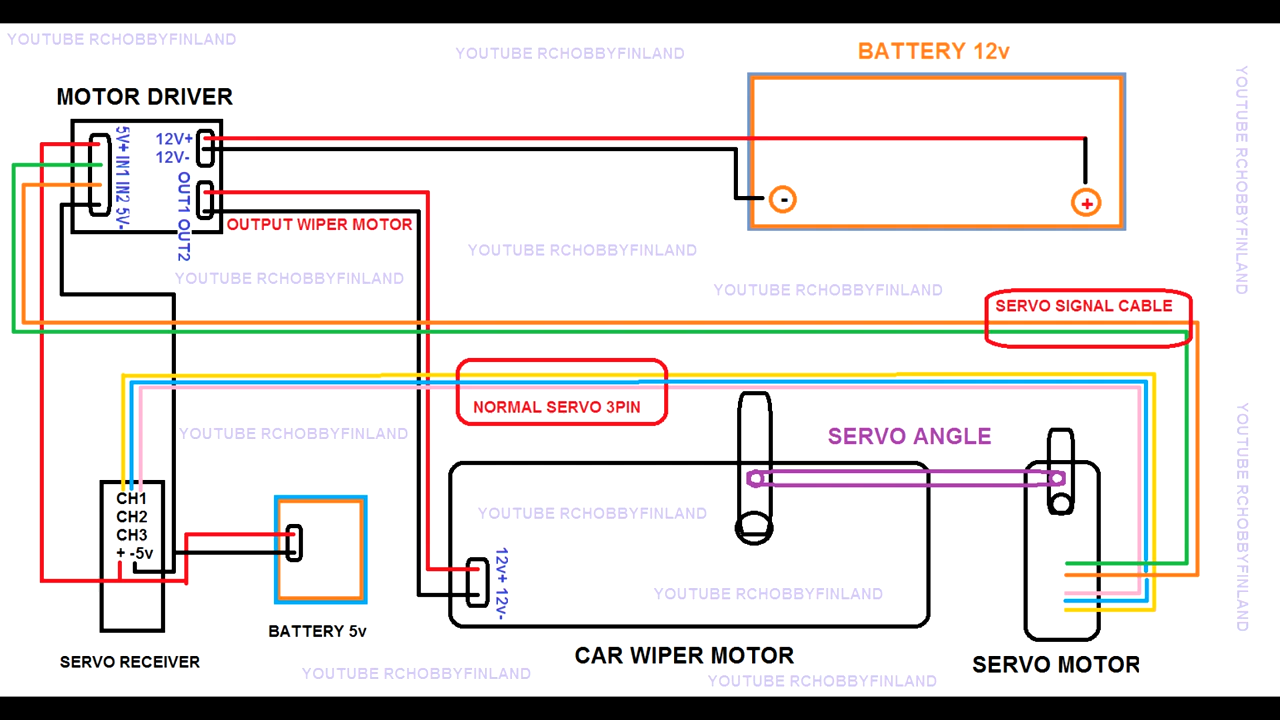 YOUTUBE RCHOBBYFINLAND
YOUTUBE RCHOBBYFINLAND
BATTERY 12v
YOUTUBE RCHOBBYFINLAND
MOTOR DRIVER
5V+ IN1 IN2 5V-
12V+
12V-
OUT1 OUT2
- +
OUTPUT WIPER MOTOR
YOUTUBE RCHOBBYFINLAND
YOUTUBE RCHOBBYFINLAND
YOUTUBE RCHOBBYFINLAND
SERVO SIGNAL CABLE
NORMAL SERVO 3PIN
YOUTUBE RCHOBBYFINLAND
SERVO ANGLE
YOUTUBE RCHOBBYFINLAND
CH1
CH2
CH3
+ -5v
YOUTUBE RCHOBBYFINLAND
12v+ 12v-
YOUTUBE RCHOBBYFINLAND
BATTERY 5v
SERVO RECEIVER
CAR WIPER MOTOR
SERVO MOTOR
YOUTUBE RCHOBBYFINLAND
YOUTUBE RCHOBBYFINLAND